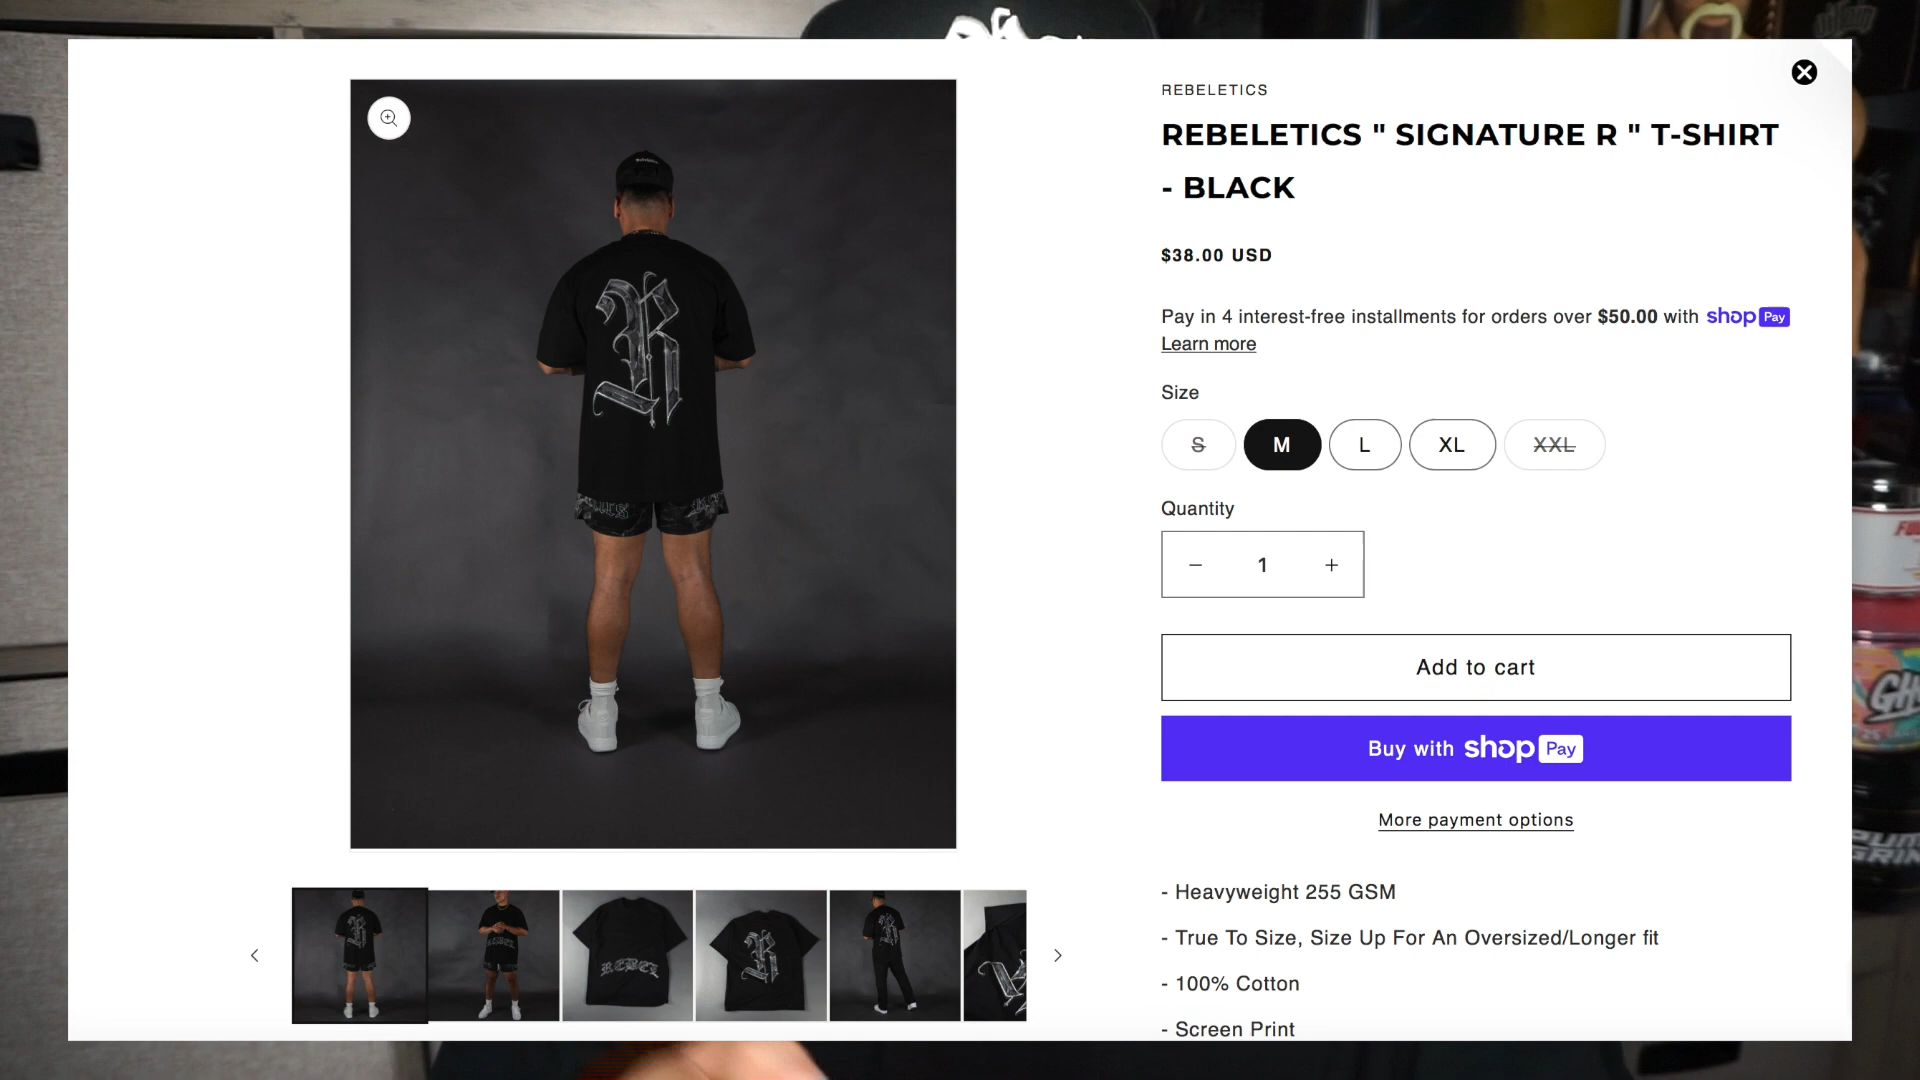 REBELETICS
REBELETICS " SIGNATURE R " T-SHIRT
- BLACK
$38.00 USD
Pay in 4 interest-free installments for orders over $50.00 with shop Pay
Learn more
Size
S M L XL XXL
Quantity
− 1 +
Add to cart
Buy with shop Pay
More payment options
- Heavyweight 255 GSM
- True To Size, Size Up For An Oversized/Longer fit
- 100% Cotton
- Screen Print
R
REBEL
R